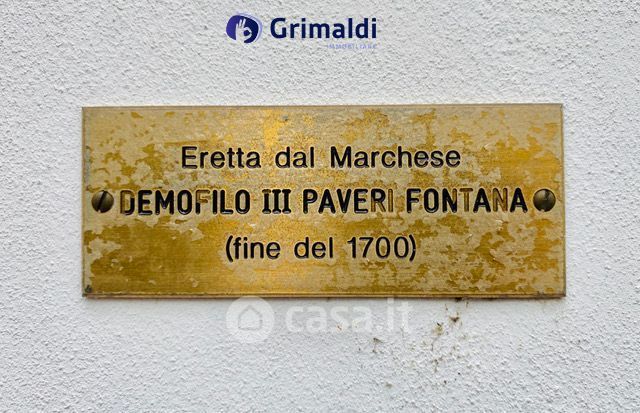 Grimaldi
IMMOBILIARE
Eretta dal Marchese
DEMOFILO III PAVERI FONTANA
(fine del 1700)
casa.it